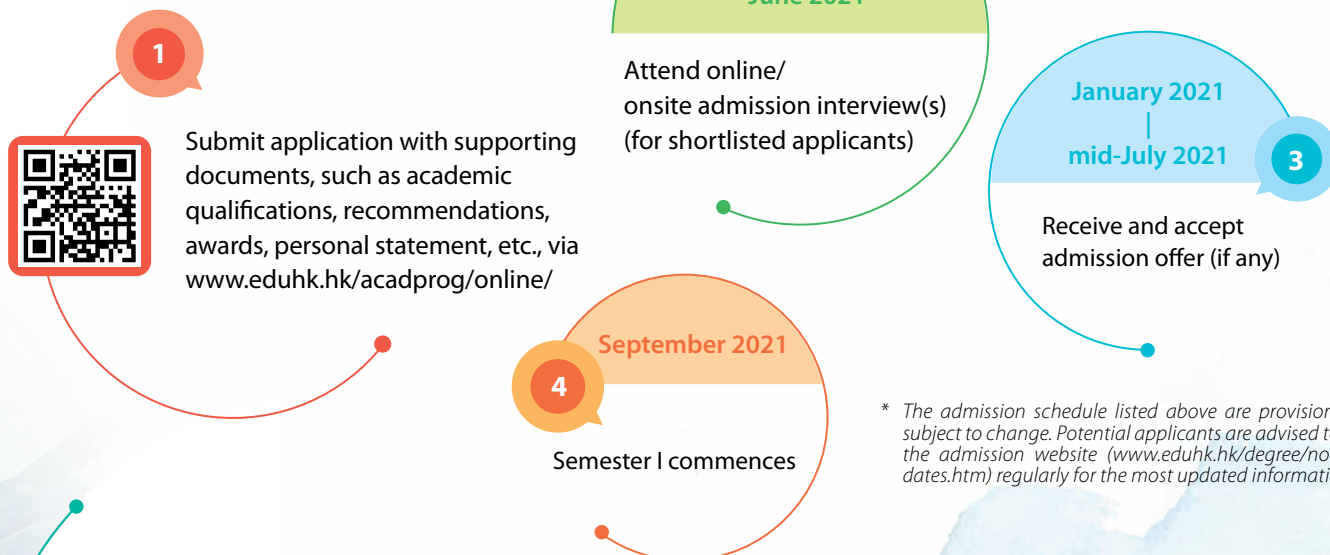 1
Submit application with supporting
documents, such as academic
qualifications, recommendations,
awards, personal statement, etc., via
www.eduhk.hk/acadprog/online/
June 2021
Attend online/
onsite admission interview(s)
(for shortlisted applicants)
January 2021
mid-July 2021
3
Receive and accept
admission offer (if any)
September 2021
4
Semester I commences
* The admission schedule listed above are
subject to change. Potential applicants are advised
the admission website (www.eduhk.hk/degree/
dates.htm) regularly for the most updated